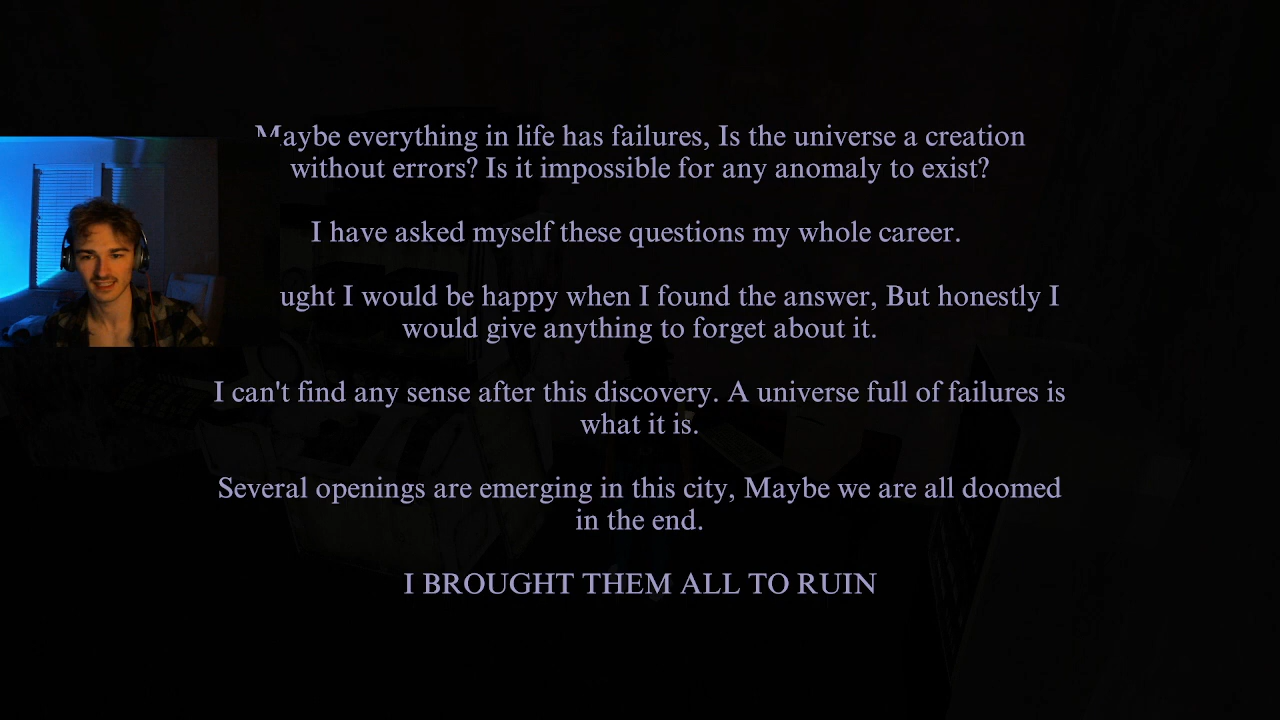 Maybe everything in life has failures, Is the universe a creation
without errors? Is it impossible for any anomaly to exist?
I have asked myself these questions my whole career.
ught I would be happy when I found the answer, But honestly I
would give anything to forget about it.
I can't find any sense after this discovery. A universe full of failures is
what it is.
Several openings are emerging in this city, Maybe we are all doomed
in the end.
I BROUGHT THEM ALL TO RUIN